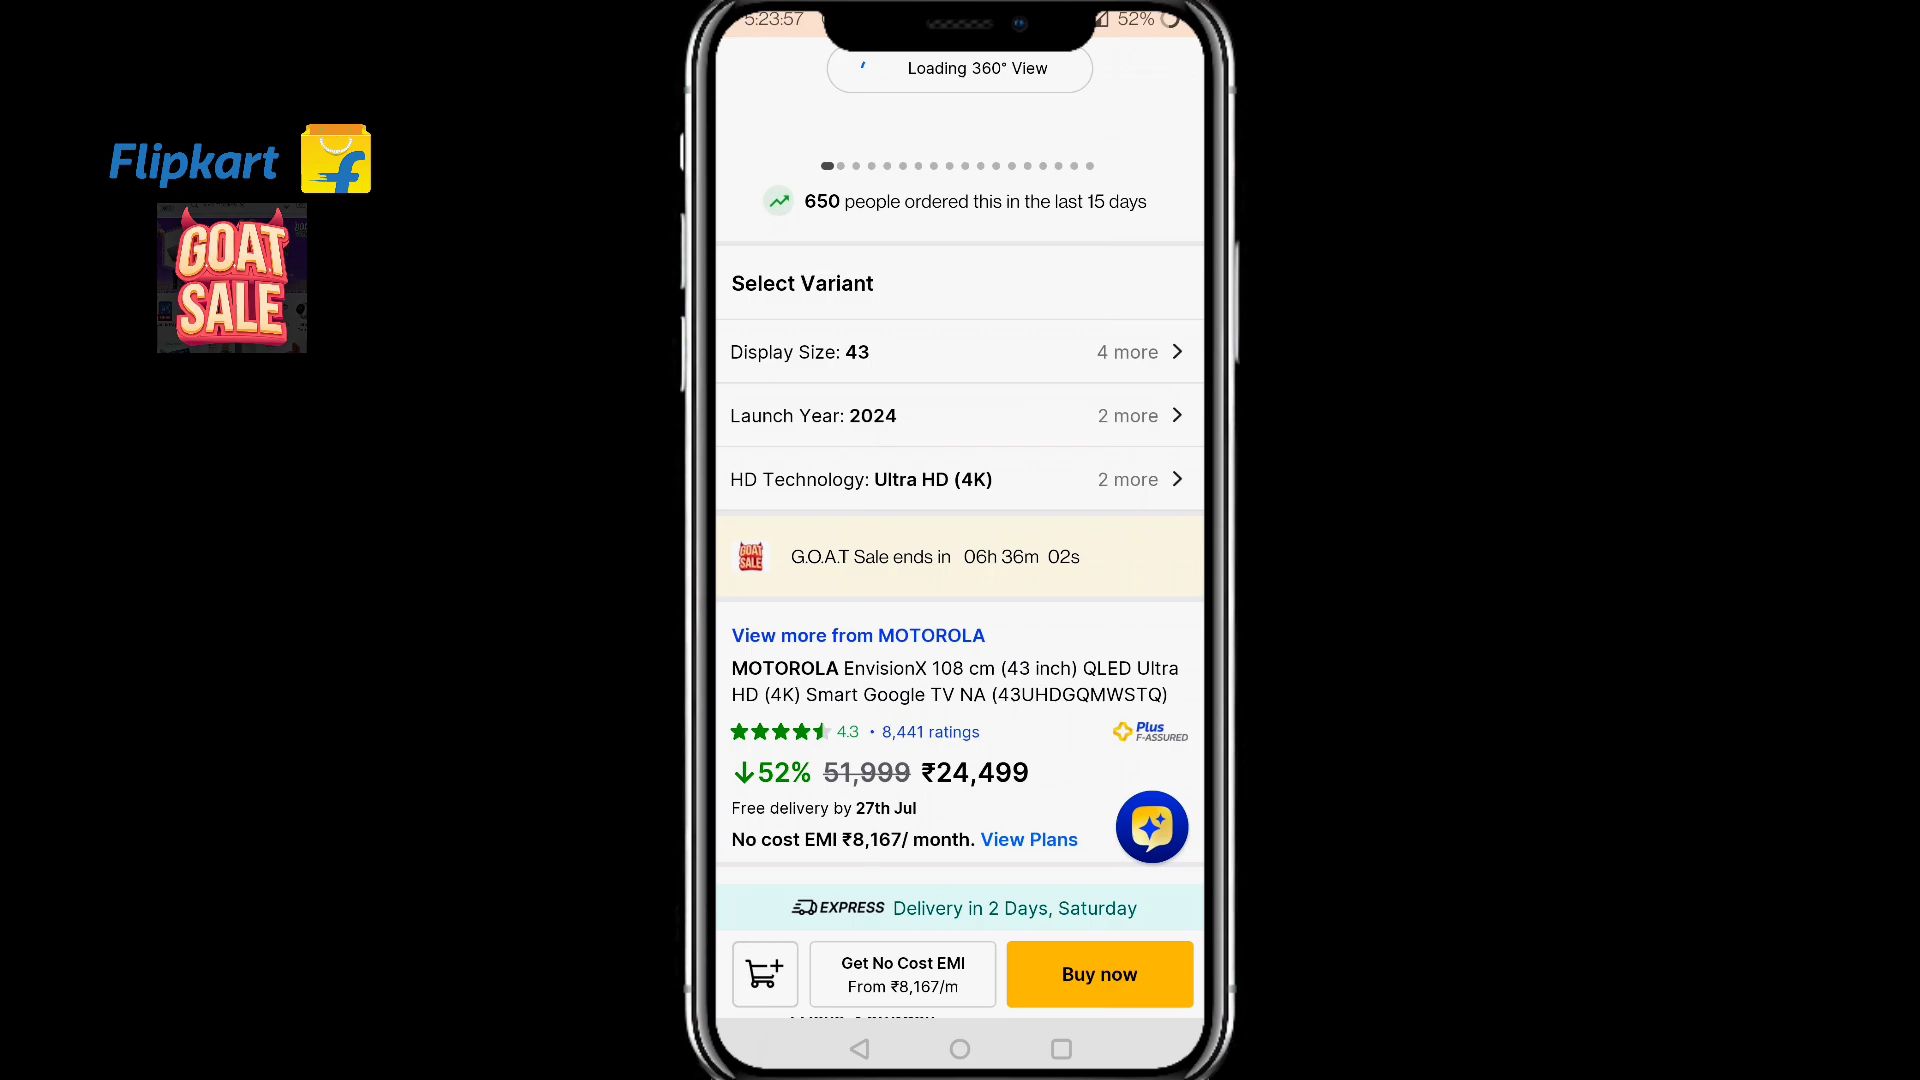 5:23:57
52%
Loading 360° View
Flipkart
f
G.O.A.T
SALE
650 people ordered this in the last 15 days
Select Variant
Display Size: 43
4 more
Launch Year: 2024
2 more
HD Technology: Ultra HD (4K)
2 more
GOAT
SALE
G.O.A.T Sale ends in 06h 36m 02s
View more from MOTOROLA
MOTOROLA EnvisionX 108 cm (43 inch) QLED Ultra
HD (4K) Smart Google TV NA (43UHDGQMWSTQ)
4.3 • 8,441 ratings
Plus
F-ASSURED
↓52% 51,999 ₹24,499
Free delivery by 27th Jul
No cost EMI ₹8,167/ month. View Plans
EXPRESS Delivery in 2 Days, Saturday
Get No Cost EMI
From ₹8,167/m
Buy now